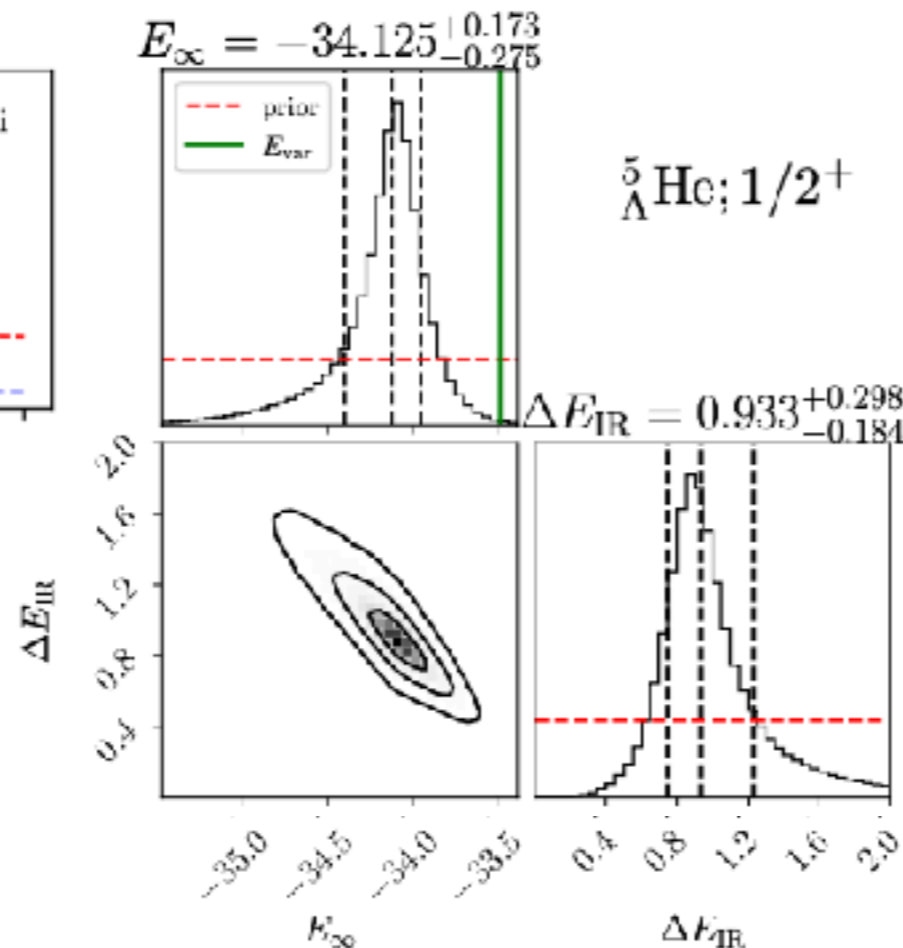 E∞ = −34.125 +0.173 −0.275
i
prior
E_var
⁵_ΛHe; 1/2⁺
ΔE_IR = 0.933 +0.298 −0.184
2.0
1.6
1.2
0.8
0.4
ΔE_IR
−35.0 −34.5 −34.0 −33.5
0.4 0.8 1.2 1.6 2.0
E∞
ΔE_IR